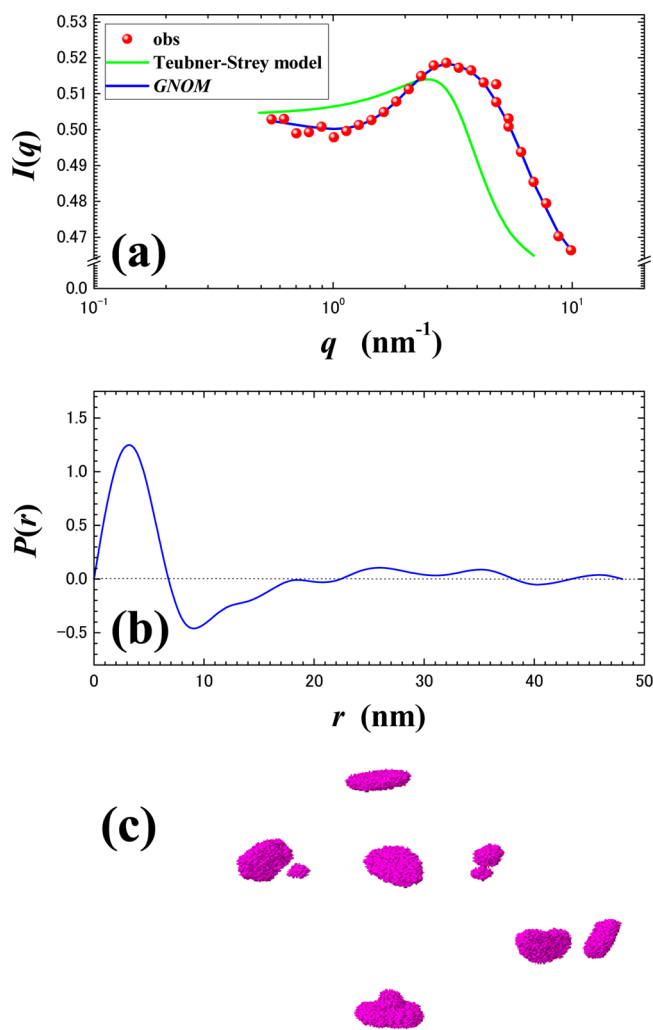 0.53
0.52
0.51
0.50
0.49
0.48
0.47
0.0
I(q)
obs
Teubner-Strey model
GNOM
(a)
10⁻¹ 10⁰ 10¹
q (nm⁻¹)
1.5
1.0
0.5
0.0
−0.5
P(r)
(b)
0 10 20 30 40 50
r (nm)
(c)